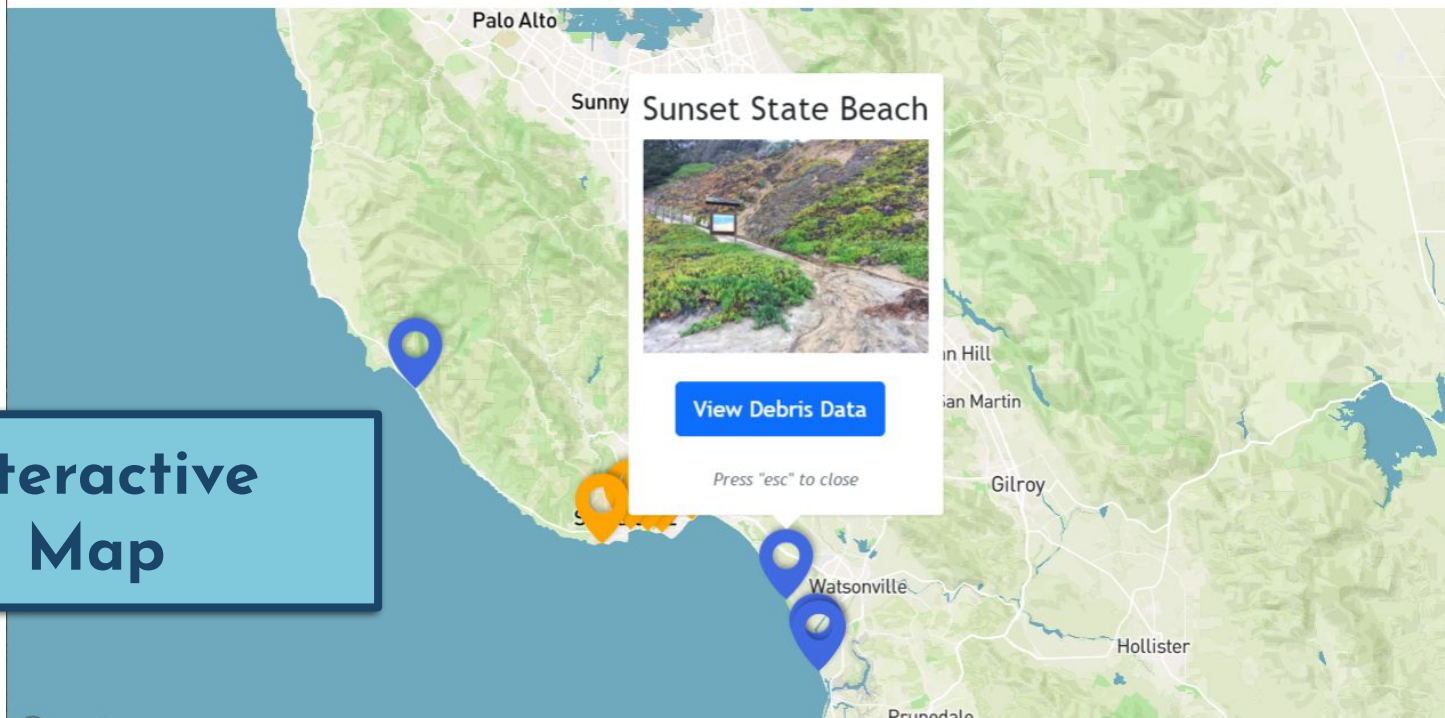 Palo Alto
Sunny
Sunset State Beach
View Debris Data
Press "esc" to close
n Hill
San Martin
Gilroy
teractive
Map
Watsonville
Hollister
Prunedale